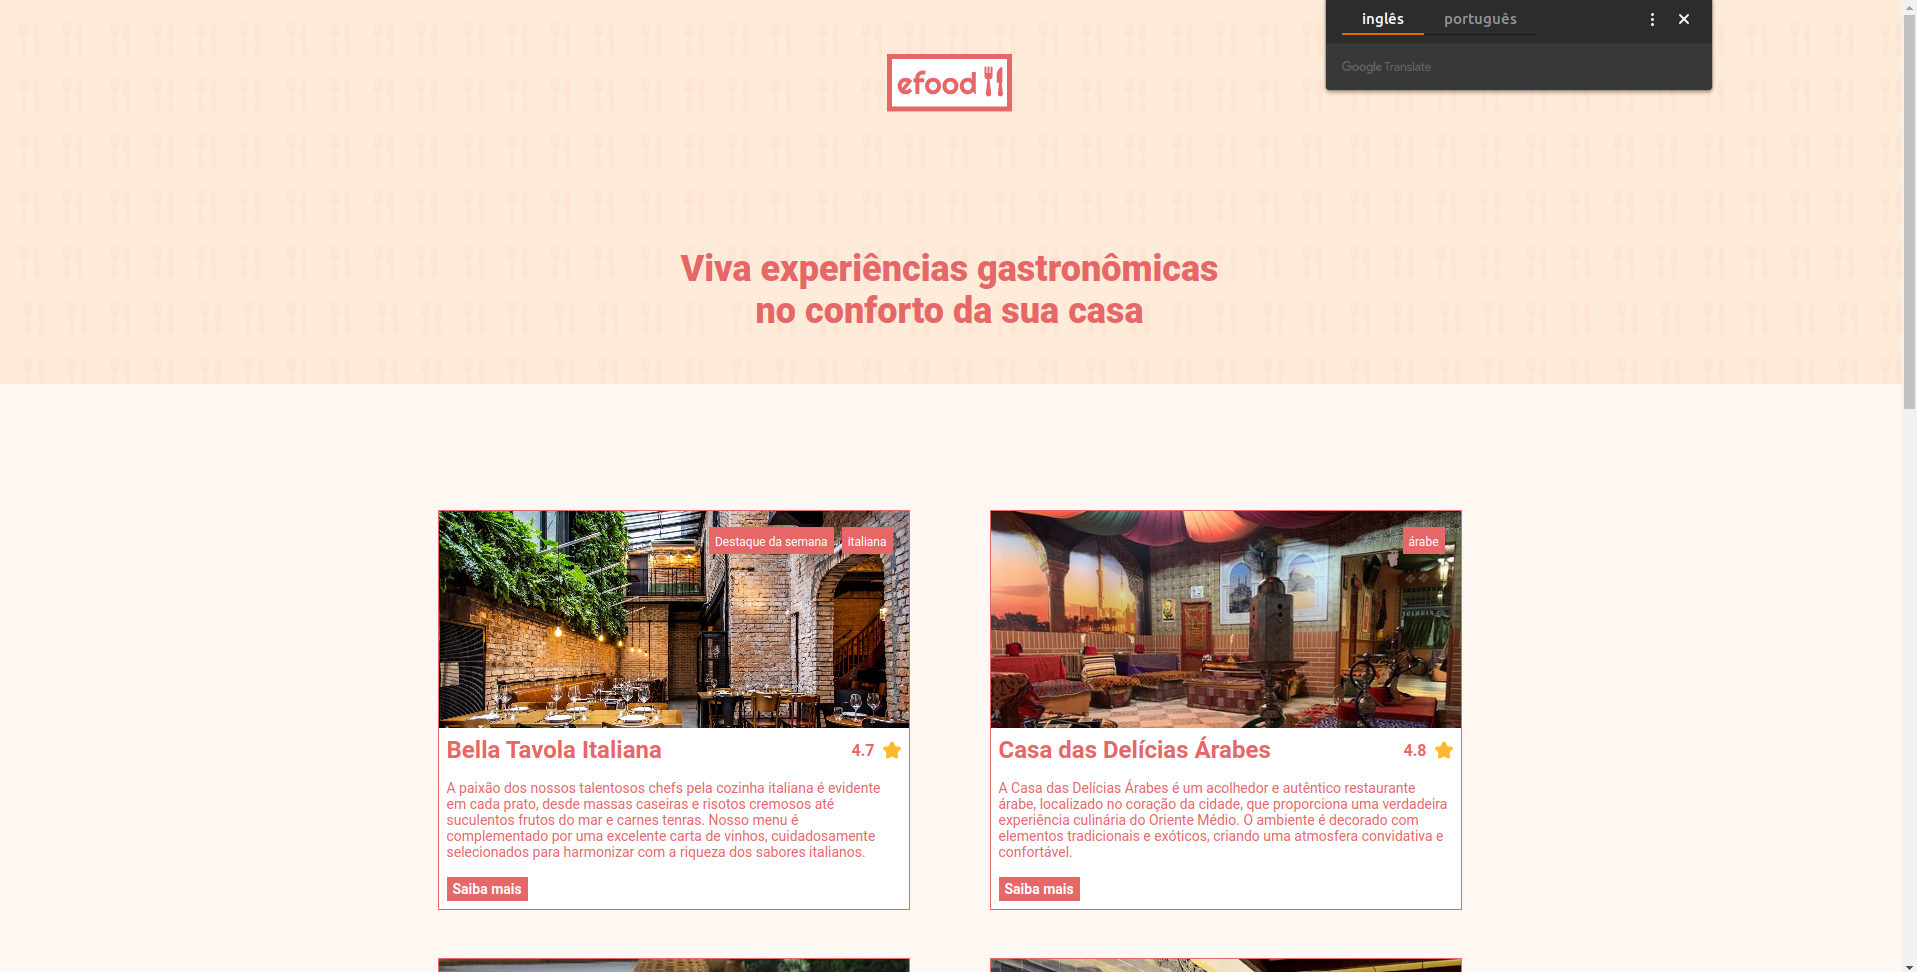 inglês português
Google Translate
efood
Viva experiências gastronômicas
no conforto da sua casa
Destaque da semana italiana
Bella Tavola Italiana 4.7
A paixão dos nossos talentosos chefs pela cozinha italiana é evidente
em cada prato, desde massas caseiras e risotos cremosos até
suculentos frutos do mar e carnes tenras. Nosso menu é
complementado por uma excelente carta de vinhos, cuidadosamente
selecionados para harmonizar com a riqueza dos sabores italianos.
Saiba mais
árabe
Casa das Delícias Árabes 4.8
A Casa das Delícias Árabes é um acolhedor e autêntico restaurante
árabe, localizado no coração da cidade, que proporciona uma verdadeira
experiência culinária do Oriente Médio. O ambiente é decorado com
elementos tradicionais e exóticos, criando uma atmosfera convidativa e
confortável.
Saiba mais